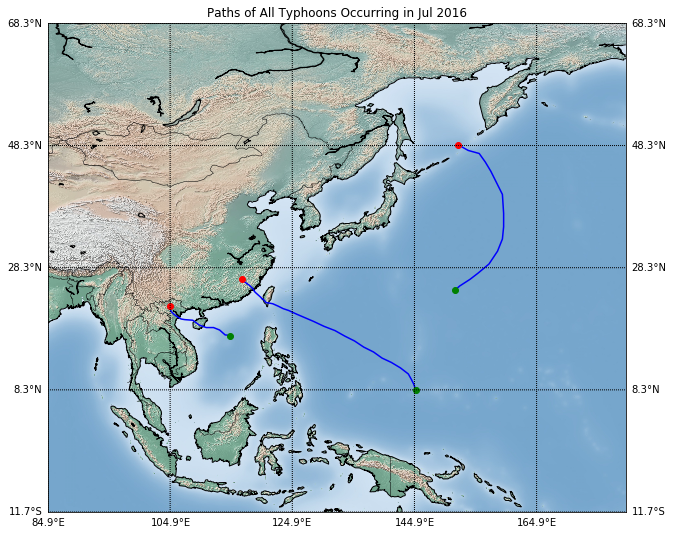 Paths of All Typhoons Occurring in Jul 2016
68.3°N 68.3°N
48.3°N 48.3°N
28.3°N 28.3°N
8.3°N 8.3°N
11.7°S 11.7°S
84.9°E 104.9°E 124.9°E 144.9°E 164.9°E